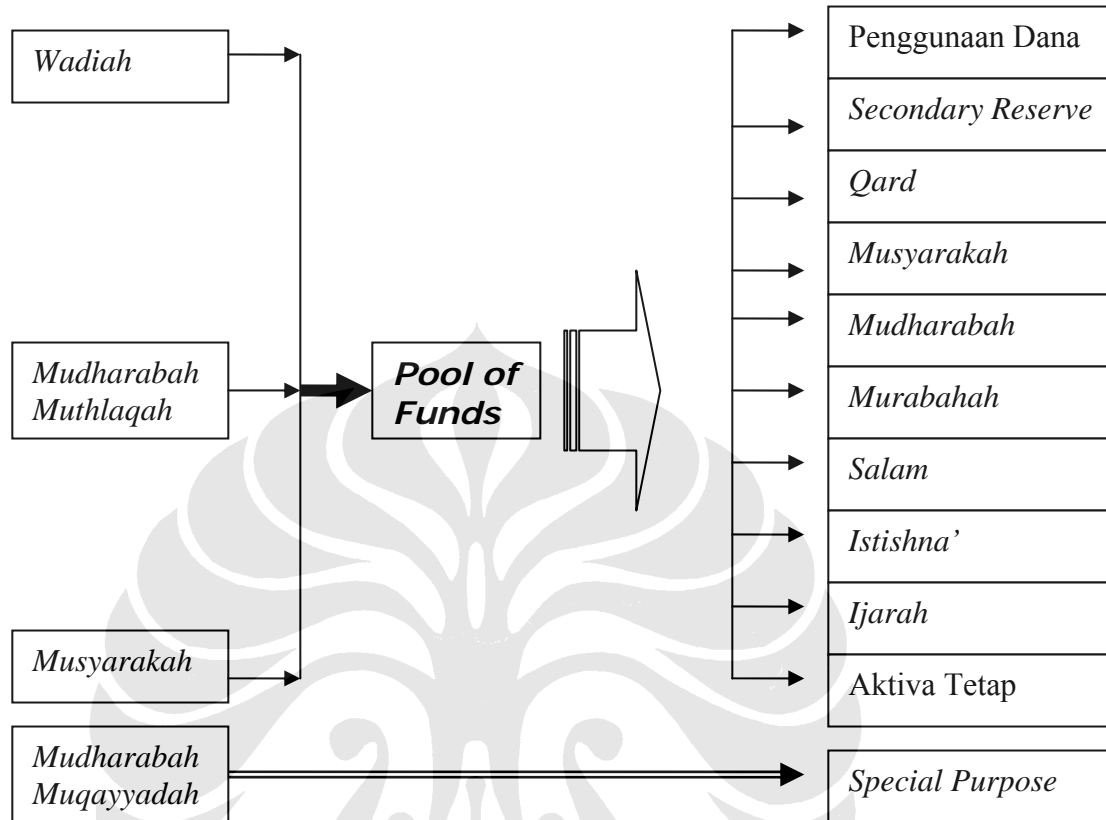 Wadiah
Mudharabah
Muthlaqah
Musyarakah
Mudharabah
Muqayyadah
Pool of
Funds
Penggunaan Dana
Secondary Reserve
Qard
Musyarakah
Mudharabah
Murabahah
Salam
Istishna’
Ijarah
Aktiva Tetap
Special Purpose